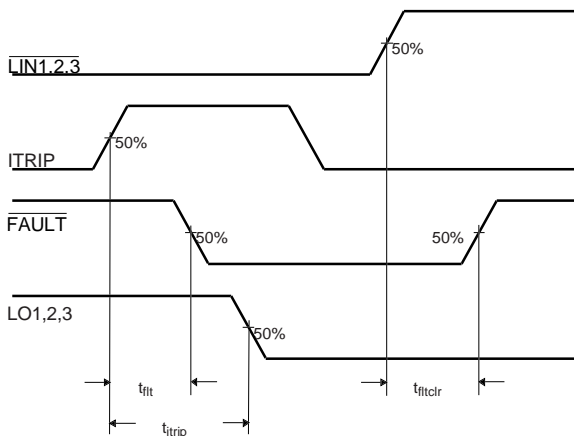 LIN1,2,3
50%
50%
ITRIP
FAULT
50%
50%
LO1,2,3
50%
tflt
tfltclr
titrip